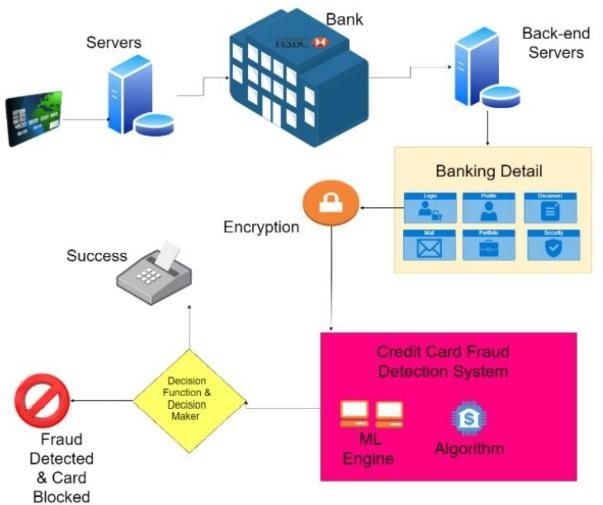 Servers
Bank
HSBC
Back-end
Servers
Banking Detail
Login
Profile
Document
Mail
Portfolio
Security
Encryption
Success
Credit Card Fraud
Detection System
ML
Engine
Algorithm
Decision
Function &
Decision
Maker
Fraud
Detected
& Card
Blocked